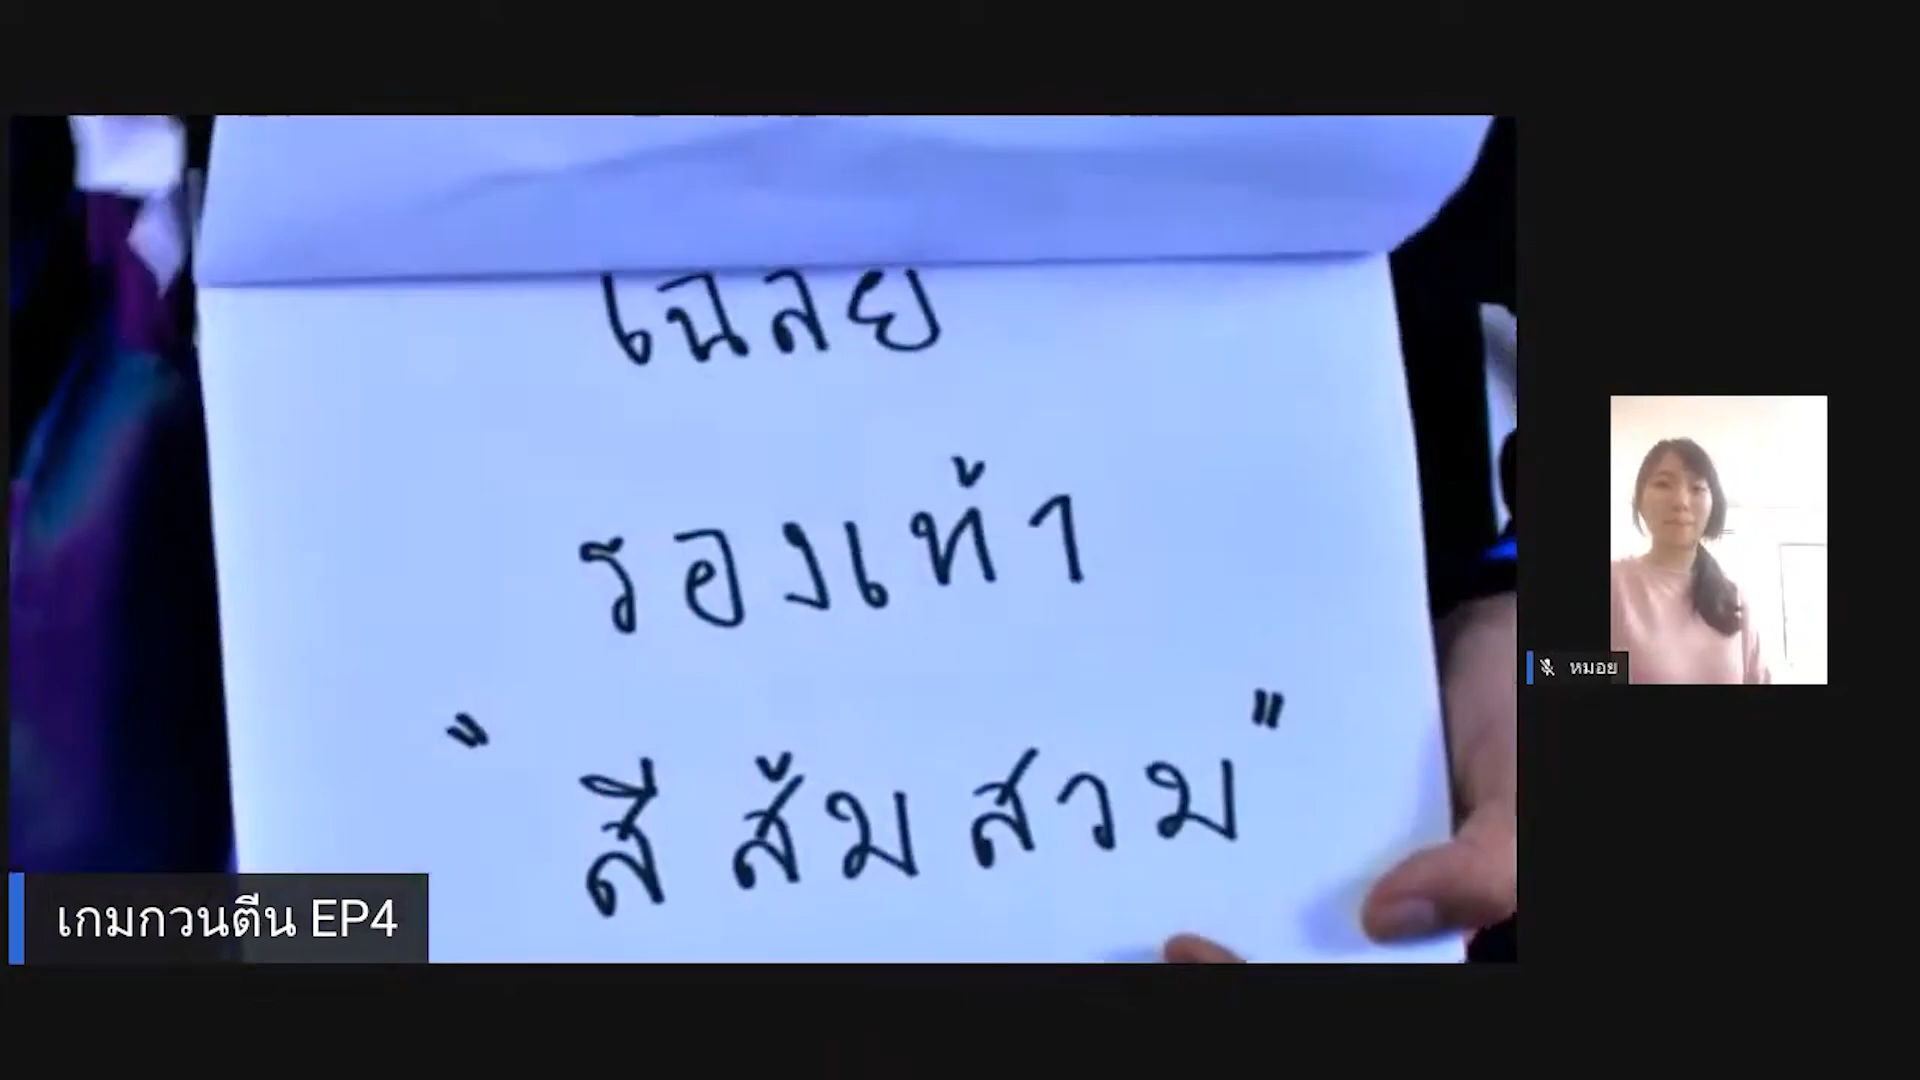 เฉลย
รองเท้า
" สีส้มสวม "
เกมกวนตีน EP4
หมอย